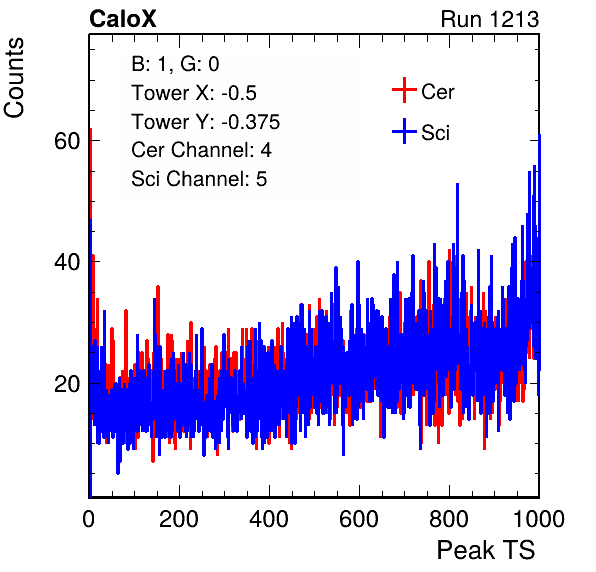 CaloX Run 1213
Counts
B: 1, G: 0
Tower X: -0.5
Tower Y: -0.375
Cer Channel: 4
Sci Channel: 5
Cer
Sci
60
40
20
0 200 400 600 800 1000
Peak TS